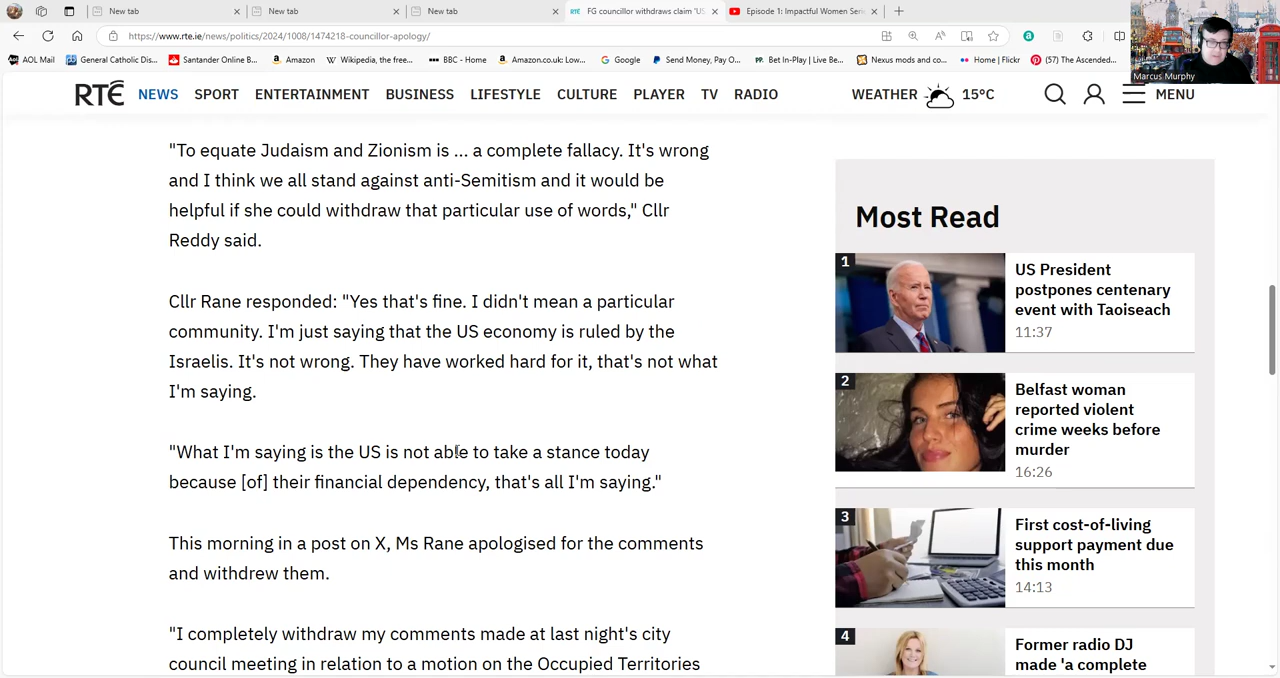 New tab
New tab
New tab
FG councillor withdraws claim 'US
Episode 1: Impactful Women Seri
https://www.rte.ie/news/politics/2024/1008/1474218-councillor-apology/
AOL Mail
General Catholic Dis...
Santander Online B...
Amazon
Wikipedia, the free...
BBC - Home
Amazon.co.uk: Low...
Google
Send Money, Pay O...
Bet In-Play | Live Be...
Nexus mods and co...
Home | Flickr
(57) The Ascended...
Marcus Murphy
RTÉ
NEWS
SPORT
ENTERTAINMENT
BUSINESS
LIFESTYLE
CULTURE
PLAYER
TV
RADIO
WEATHER
15°C
MENU
"To equate Judaism and Zionism is ... a complete fallacy. It's wrong
and I think we all stand against anti-Semitism and it would be
helpful if she could withdraw that particular use of words," Cllr
Reddy said.
Cllr Rane responded: "Yes that's fine. I didn't mean a particular
community. I'm just saying that the US economy is ruled by the
Israelis. It's not wrong. They have worked hard for it, that's not what
I'm saying.
"What I'm saying is the US is not able to take a stance today
because [of] their financial dependency, that's all I'm saying."
This morning in a post on X, Ms Rane apologised for the comments
and withdrew them.
"I completely withdraw my comments made at last night's city
council meeting in relation to a motion on the Occupied Territories
Most Read
1
US President
postpones centenary
event with Taoiseach
11:37
2
Belfast woman
reported violent
crime weeks before
murder
16:26
3
First cost-of-living
support payment due
this month
14:13
4
Former radio DJ
made 'a complete